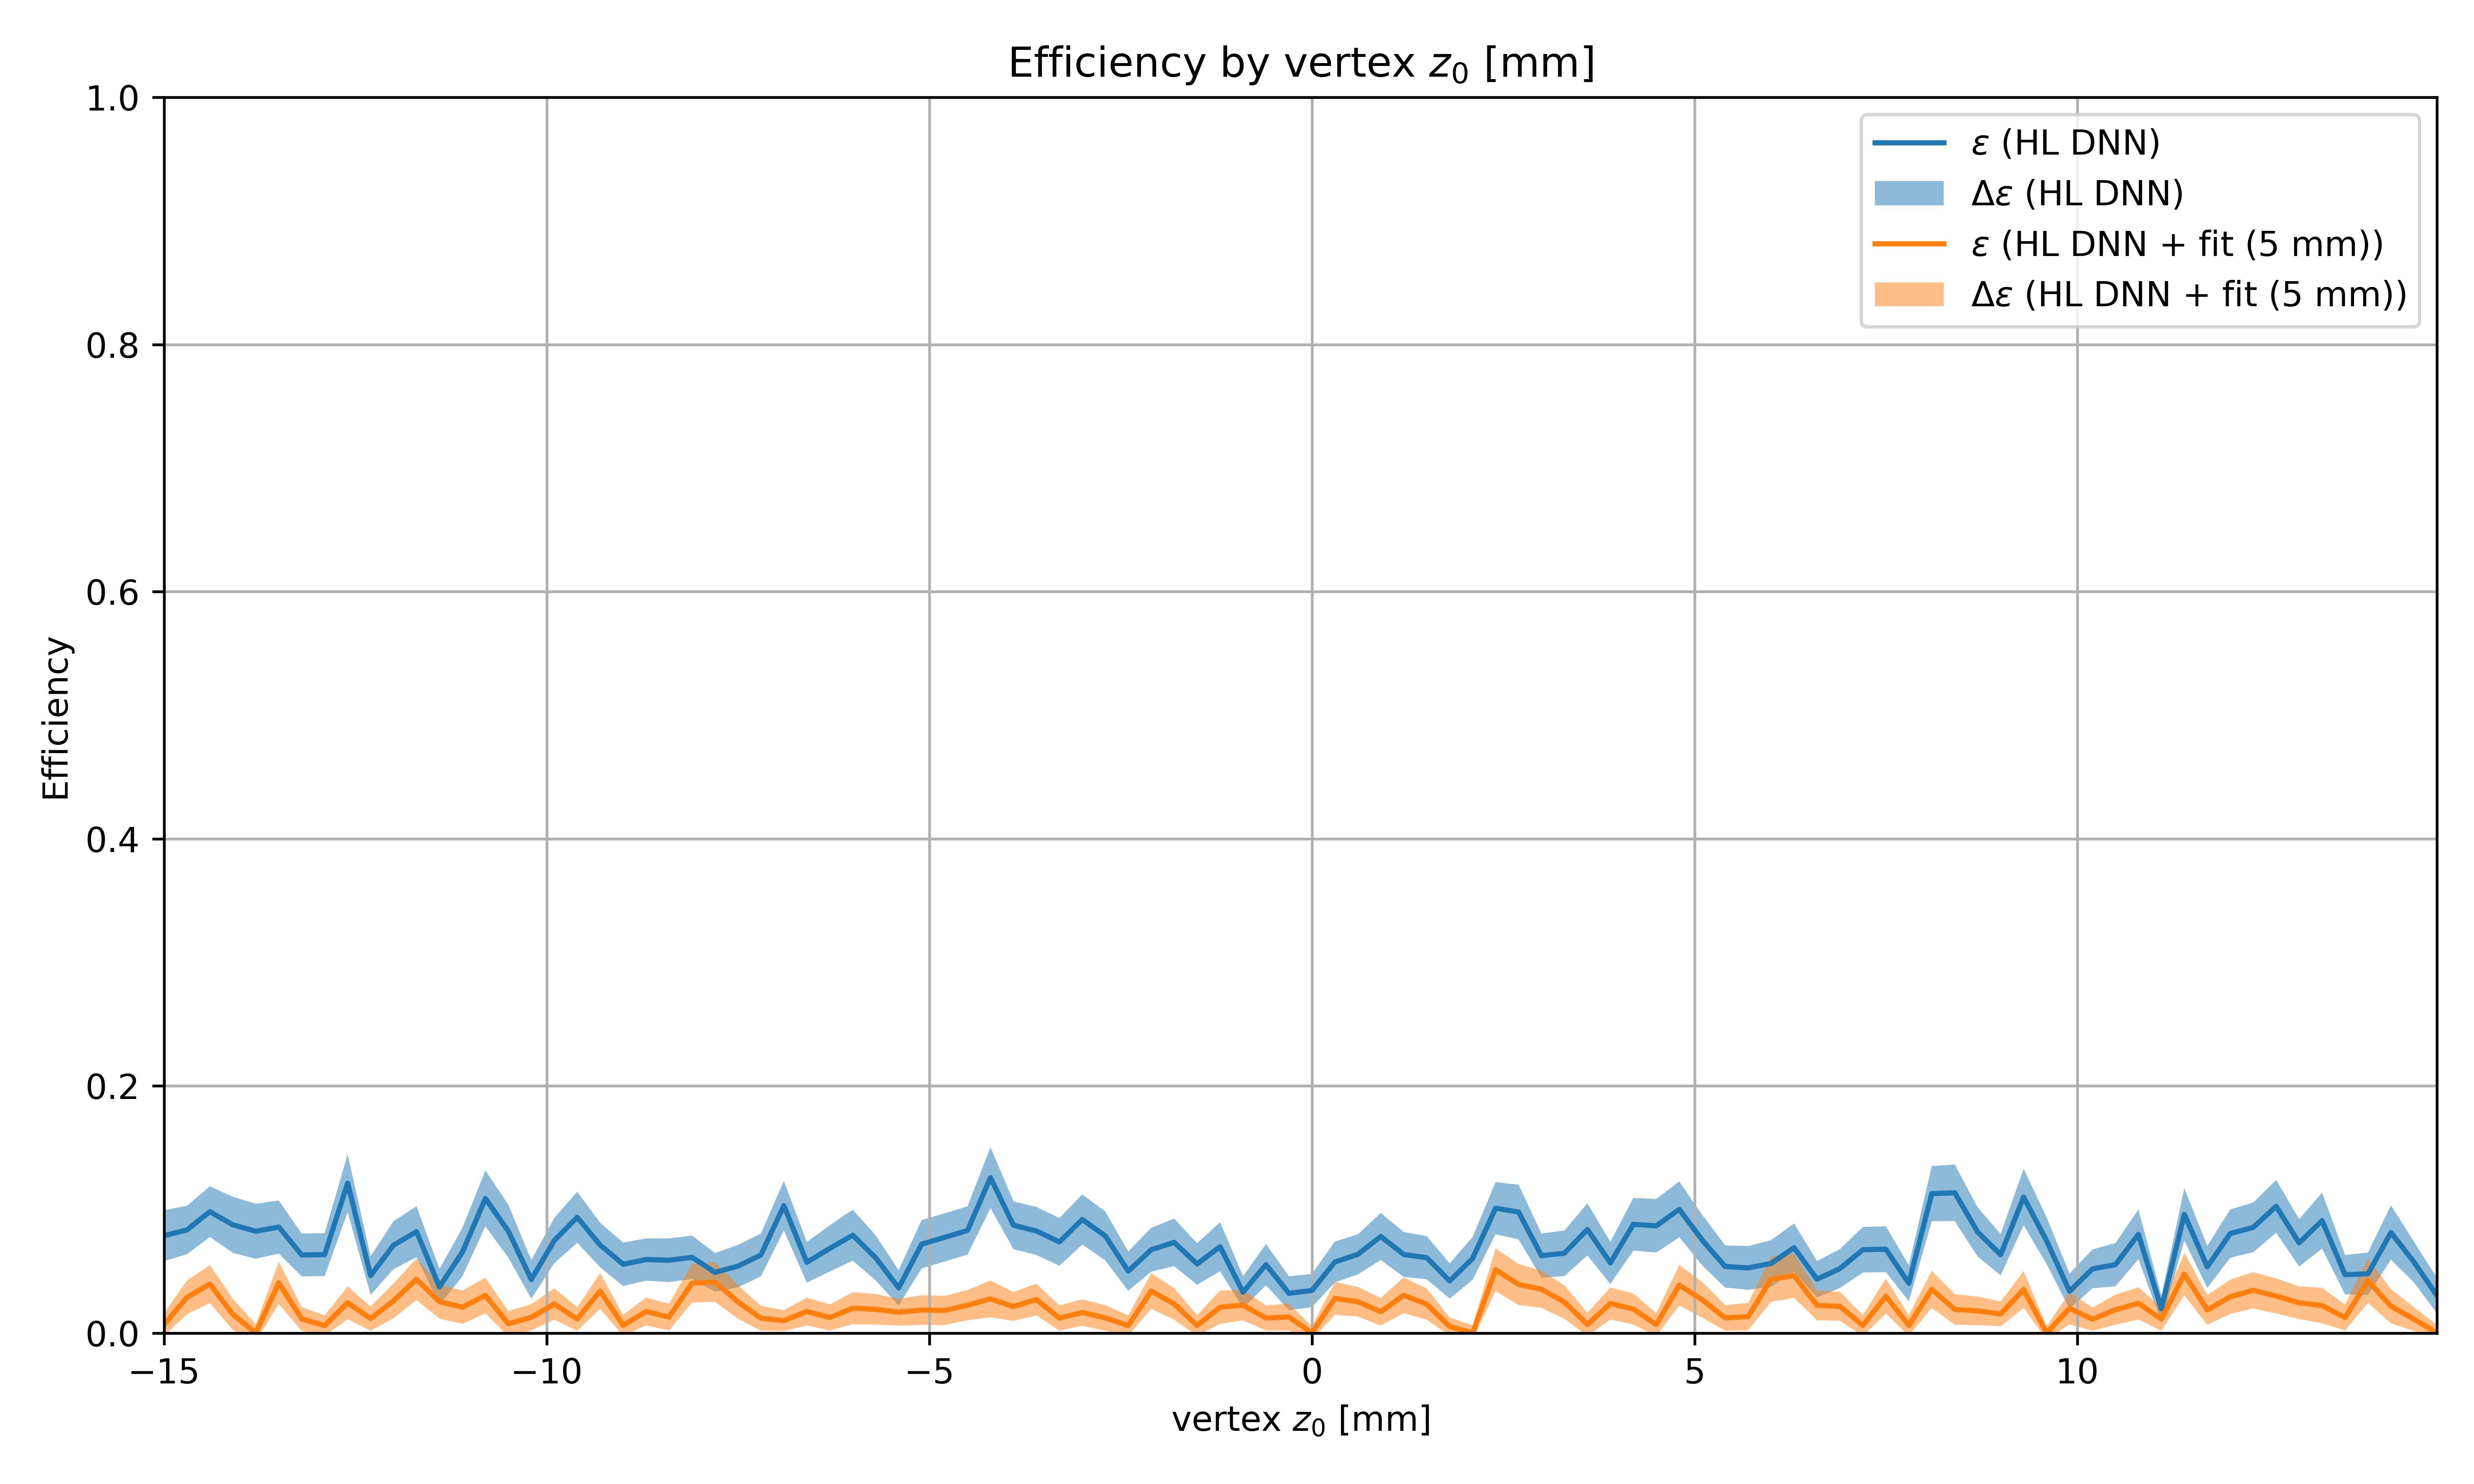 Efficiency by vertex z₀ [mm]
1.0
0.8
0.6
0.4
0.2
0.0
Efficiency
ε (HL DNN)
Δε (HL DNN)
ε (HL DNN + fit (5 mm))
Δε (HL DNN + fit (5 mm))
−15 −10 −5 0 5 10
vertex z₀ [mm]